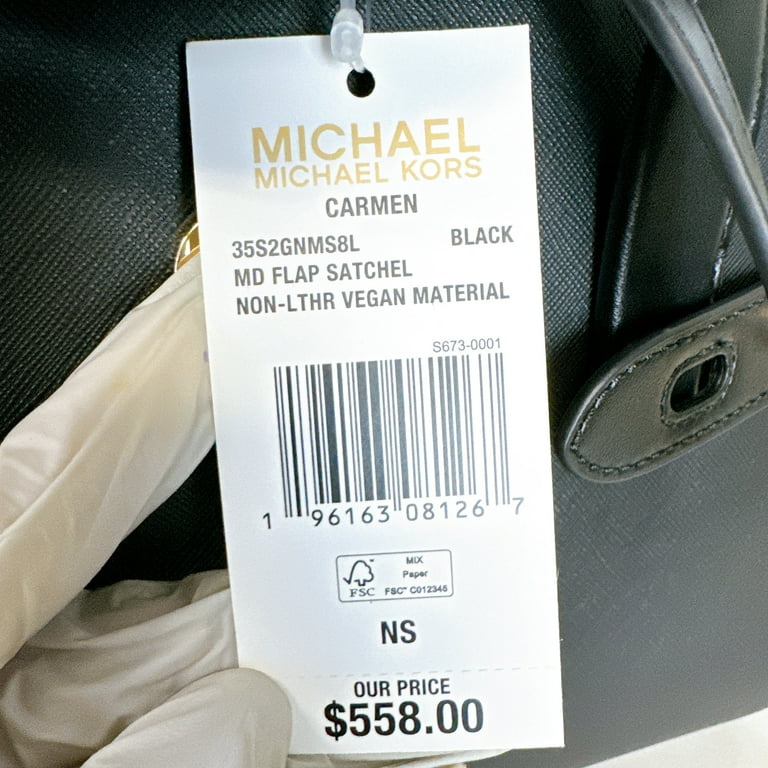 MICHAEL
MICHAEL KORS
CARMEN
35S2GNMS8L BLACK
MD FLAP SATCHEL
NON-LTHR VEGAN MATERIAL
S673-0001
1 96163 08126 7
FSC™ MIX
Paper
FSC™ C012345
NS
OUR PRICE
$558.00